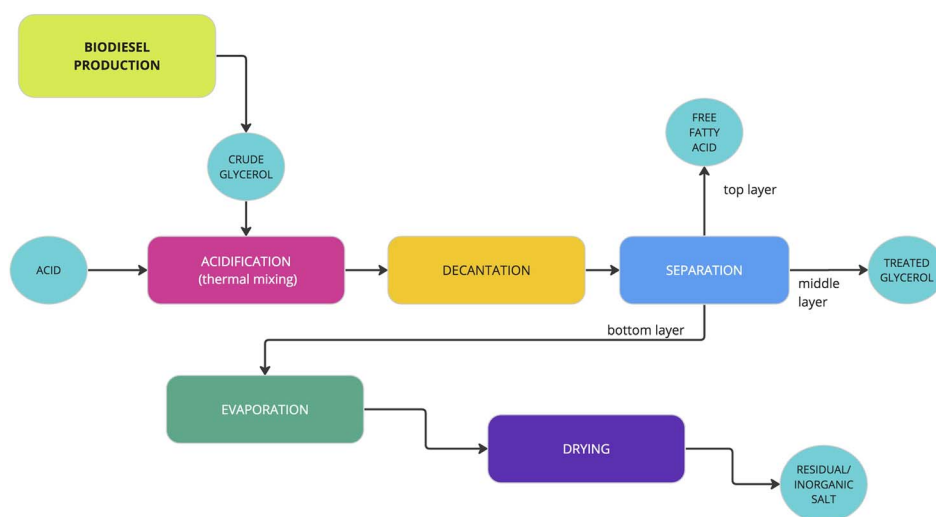 BIODIESEL
PRODUCTION
CRUDE
GLYCEROL
FREE
FATTY
ACID
top layer
ACID
ACIDIFICATION
(thermal mixing)
DECANTATION
SEPARATION
middle
layer
TREATED
GLYCEROL
bottom layer
EVAPORATION
DRYING
RESIDUAL/
INORGANIC
SALT